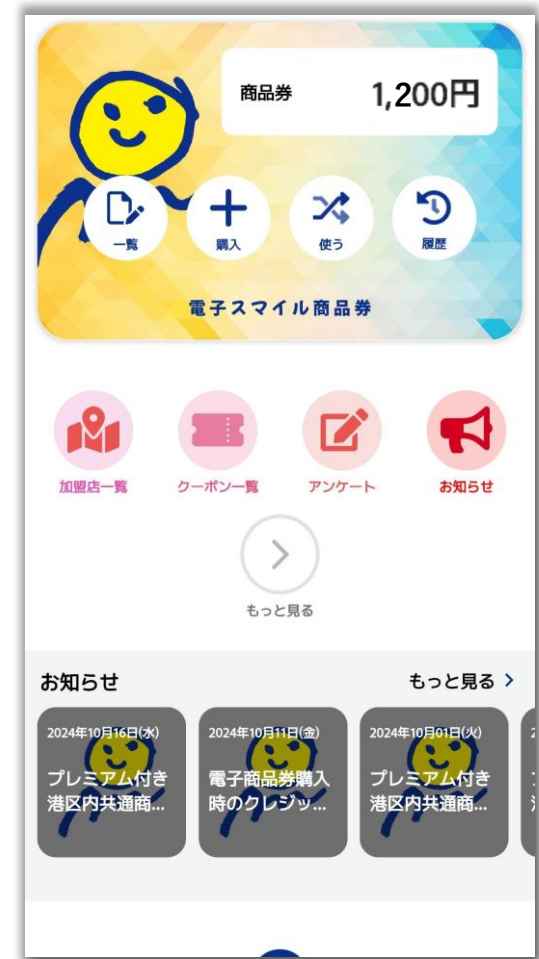 商品券 1,200円
一覧 購入 使う 履歴
電子スマイル商品券
加盟店一覧 クーポン一覧 アンケート お知らせ
もっと見る
お知らせ もっと見る
2024年10月16日(水)
プレミアム付き
港区内共通商...
2024年10月11日(金)
電子商品券購入
時のクレジッ...
2024年10月01日(火)
プレミアム付き
港区内共通商...